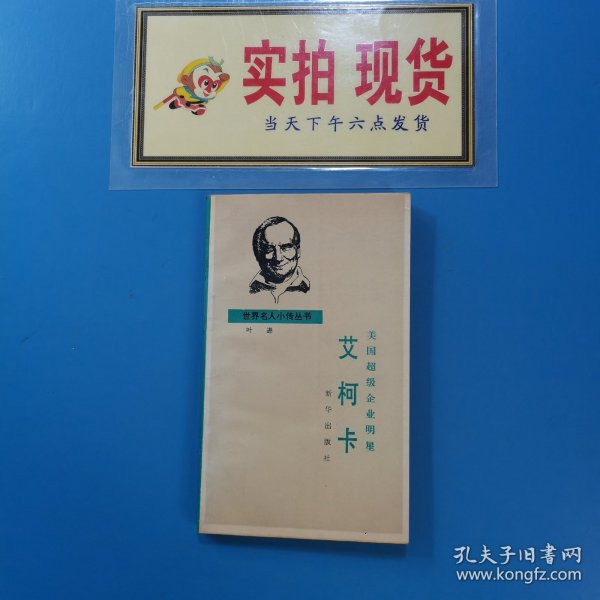 实拍 现货
当天下午六点发货
世界名人小传丛书
叶 进
美国超级企业明星
艾柯卡
新华出版社
孔夫子旧书网
www.kongfz.com